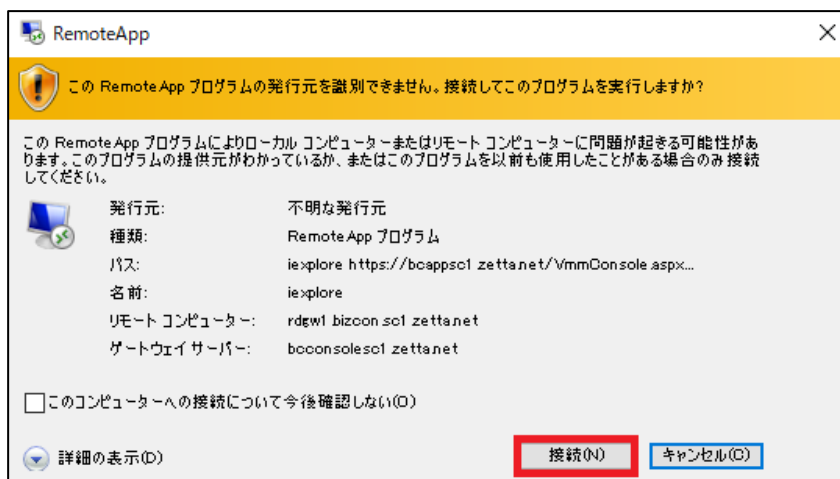 RemoteApp
この RemoteApp プログラムの発行元を識別できません。接続してこのプログラムを実行しますか?
この RemoteApp プログラムによりローカル コンピューターまたはリモート コンピューターに問題が起きる可能性があ
ります。このプログラムの提供元がわかっているか、またはこのプログラムを以前も使用したことがある場合のみ接続
してください。
発行元: 不明な発行元
種類: RemoteApp プログラム
パス: iexplore https://bcappsc1.zetta.net/VmmConsole.aspx...
名前: iexplore
リモート コンピューター: rdgw1.bizcon.sc1.zetta.net
ゲートウェイ サーバー: bcconsolesc1.zetta.net
このコンピューターへの接続について今後確認しない(O)
詳細の表示(D) 接続(N) キャンセル(C)